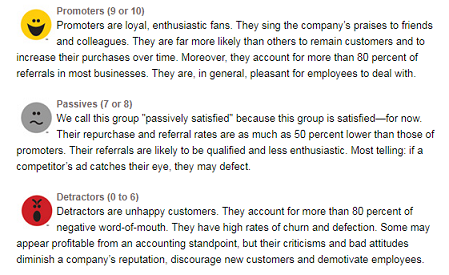 Promoters (9 or 10)
Promoters are loyal, enthusiastic fans. They sing the company's praises to friends
and colleagues. They are far more likely than others to remain customers and to
increase their purchases over time. Moreover, they account for more than 80 percent of
referrals in most businesses. They are, in general, pleasant for employees to deal with.
Passives (7 or 8)
We call this group "passively satisfied" because this group is satisfied—for now.
Their repurchase and referral rates are as much as 50 percent lower than those of
promoters. Their referrals are likely to be qualified and less enthusiastic. Most telling: if a
competitor's ad catches their eye, they may defect.
Detractors (0 to 6)
Detractors are unhappy customers. They account for more than 80 percent of
negative word-of-mouth. They have high rates of churn and defection. Some may
appear profitable from an accounting standpoint, but their criticisms and bad attitudes
diminish a company's reputation, discourage new customers and demotivate employees.